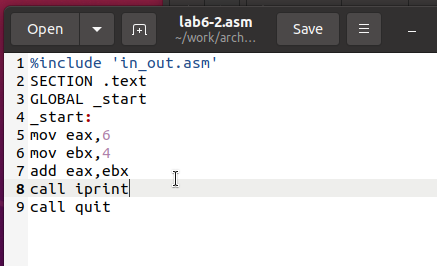 Open
lab6-2.asm
~/work/arch...
Save
1 %include 'in_out.asm'
2 SECTION .text
3 GLOBAL _start
4 _start:
5 mov eax,6
6 mov ebx,4
7 add eax,ebx
8 call iprint
9 call quit